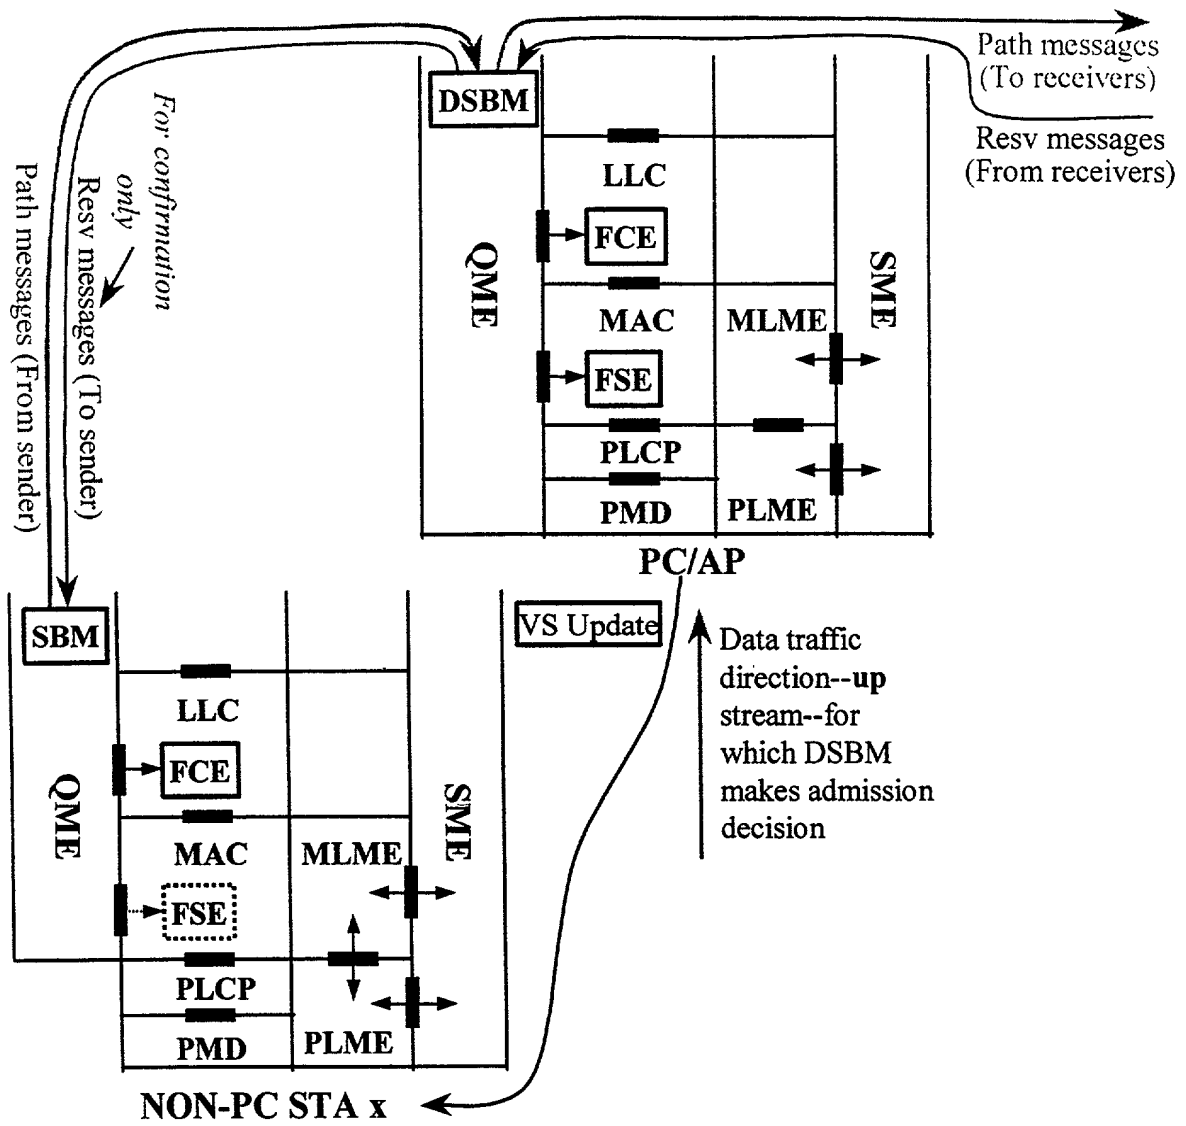 Path messages
(To receivers)
Resv messages
(From receivers)
DSBM
LLC
FCE
QME
SME
MAC
MLME
FSE
PLCP
PMD
PLME
PC/AP
For confirmation
only
Resv messages (To sender)
Path messages (From sender)
VS Update
Data traffic
direction--up
stream--for
which DSBM
makes admission
decision
SBM
LLC
FCE
QME
SME
MAC
MLME
FSE
PLCP
PMD
PLME
NON-PC STA x